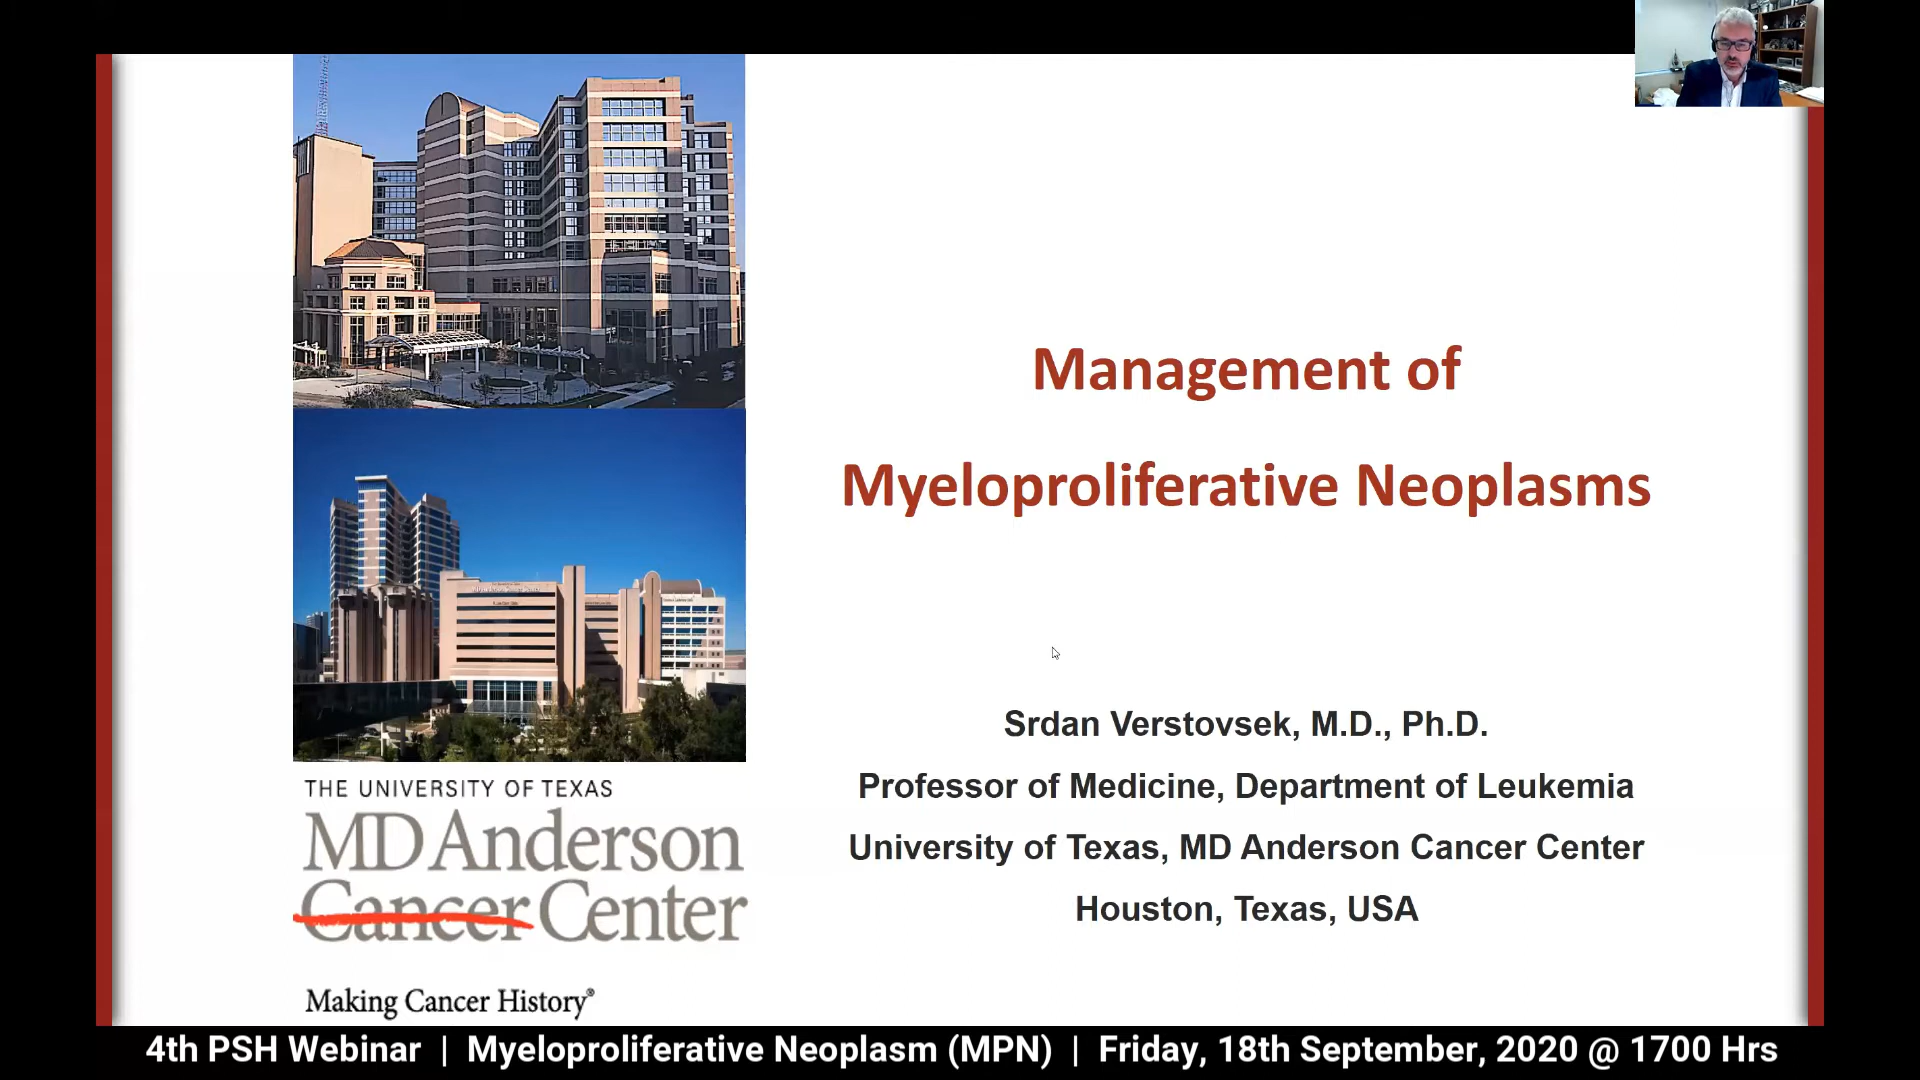 Management of
Myeloproliferative Neoplasms
Srdan Verstovsek, M.D., Ph.D.
Professor of Medicine, Department of Leukemia
University of Texas, MD Anderson Cancer Center
Houston, Texas, USA
THE UNIVERSITY OF TEXAS
MD Anderson
Cancer Center
Making Cancer History®
4th PSH Webinar | Myeloproliferative Neoplasm (MPN) | Friday, 18th September, 2020 @ 1700 Hrs